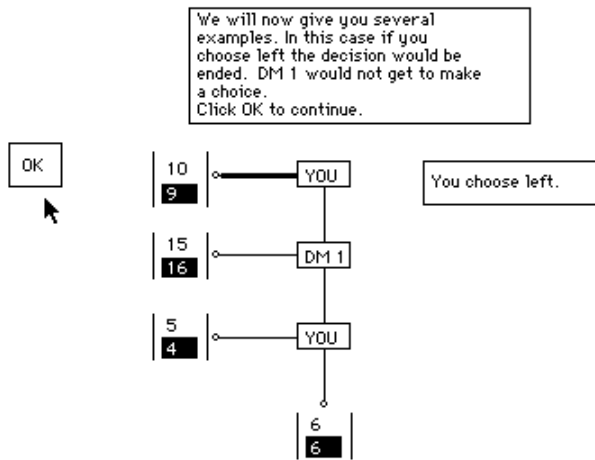 We will now give you several
examples. In this case if you
choose left the decision would be
ended. DM 1 would not get to make
a choice.
Click OK to continue.
OK
10
9
YOU
You choose left.
15
16
DM 1
5
4
YOU
6
6